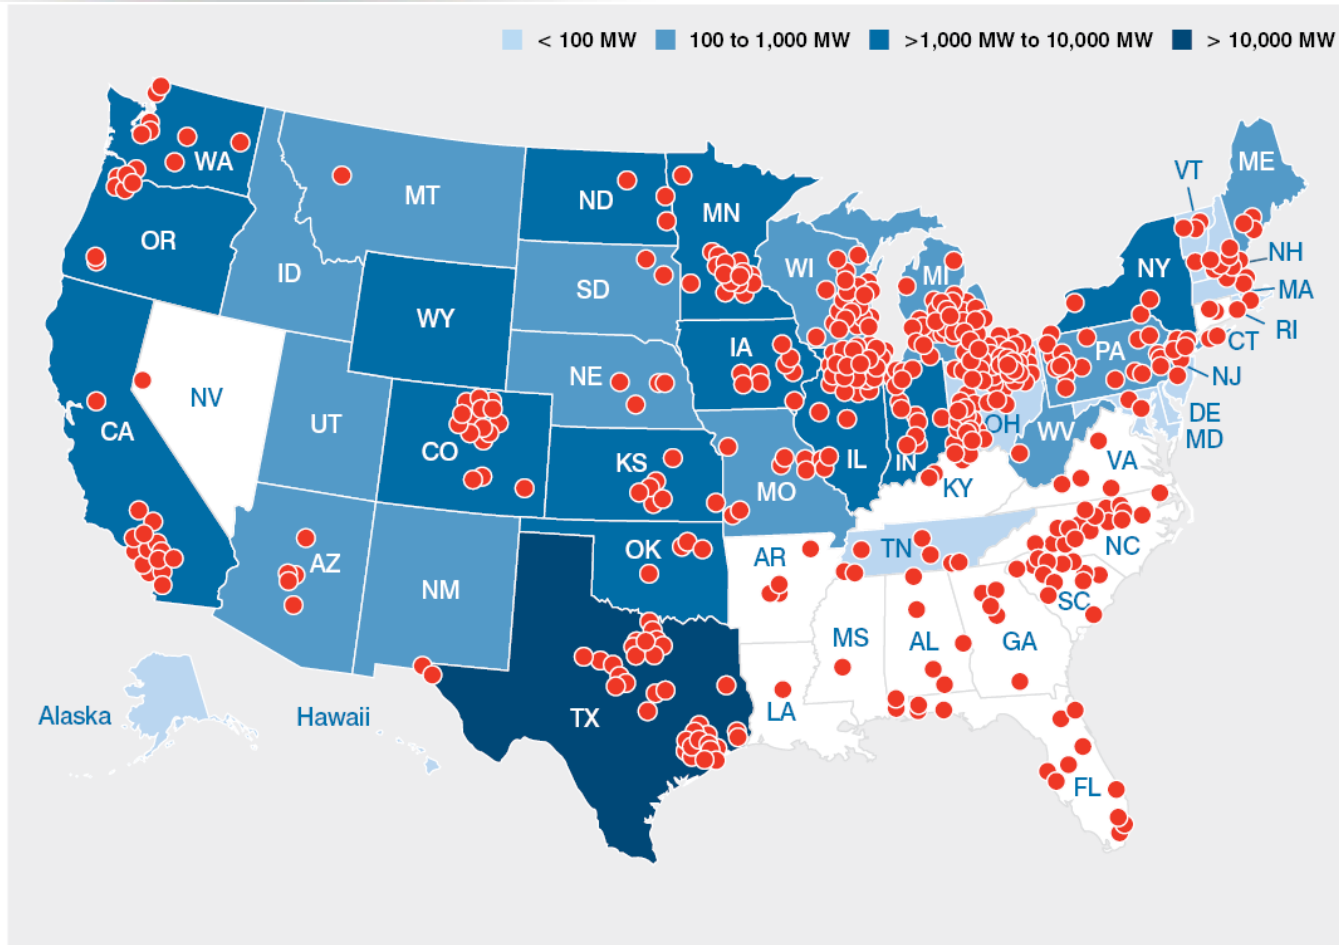 < 100 MW 100 to 1,000 MW >1,000 MW to 10,000 MW > 10,000 MW
WA
MT
ND
MN
VT
ME
OR
ID
SD
WI
MI
NY
NH
MA
WY
RI
CT
IA
PA
NE
NJ
NV
UT
CA
CO
KS
MO
IL
IN
OH
WV
DE
MD
VA
KY
AZ
NM
OK
AR
TN
NC
SC
MS
AL
GA
TX
LA
Alaska
Hawaii
FL